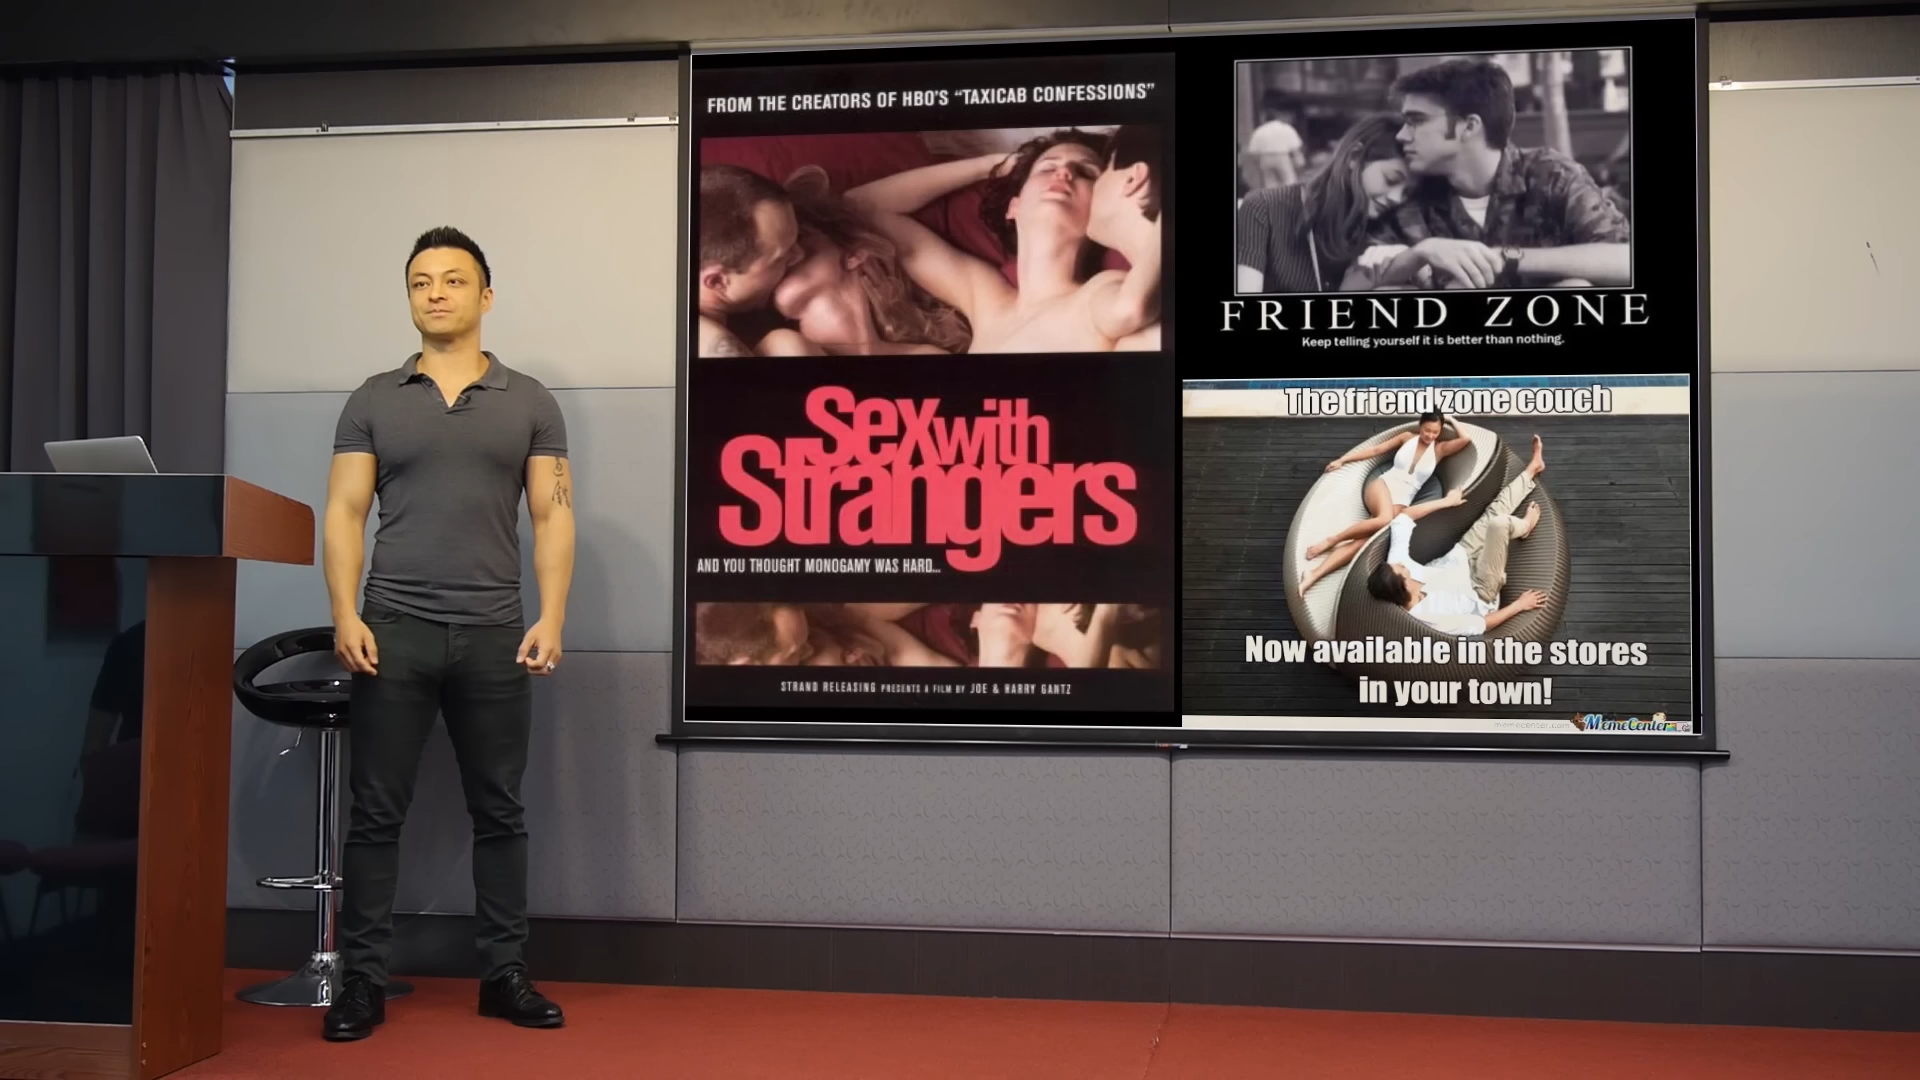 FROM THE CREATORS OF HBO'S "TAXICAB CONFESSIONS"
Sex with
Strangers
AND YOU THOUGHT MONOGAMY WAS HARD...
STRAND RELEASING PRESENTS A FILM BY JOE & HARRY GANTZ
FRIEND ZONE
Keep telling yourself it is better than nothing.
The friend zone couch
Now available in the stores
in your town!
memecenter.com MemeCenter